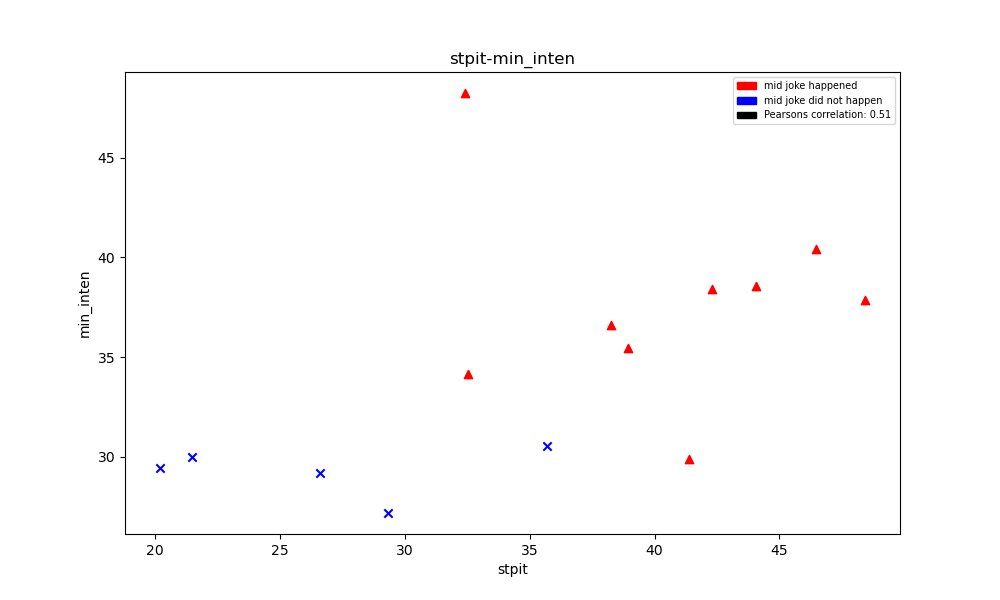 stpit-min_inten
mid joke happened
mid joke did not happen
Pearsons correlation: 0.51
45
40
35
30
min_inten
20 25 30 35 40 45
stpit